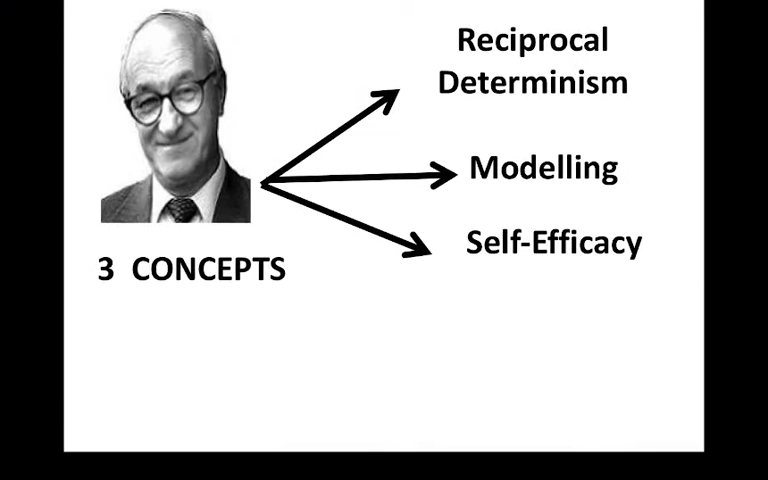 Reciprocal
Determinism
Modelling
Self-Efficacy
3 CONCEPTS